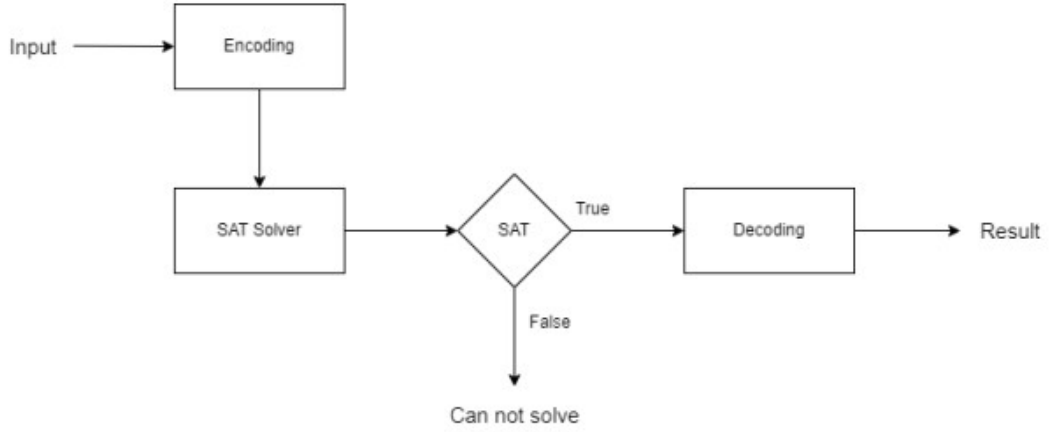 Input
Encoding
SAT Solver
SAT
True
Decoding
Result
False
Can not solve